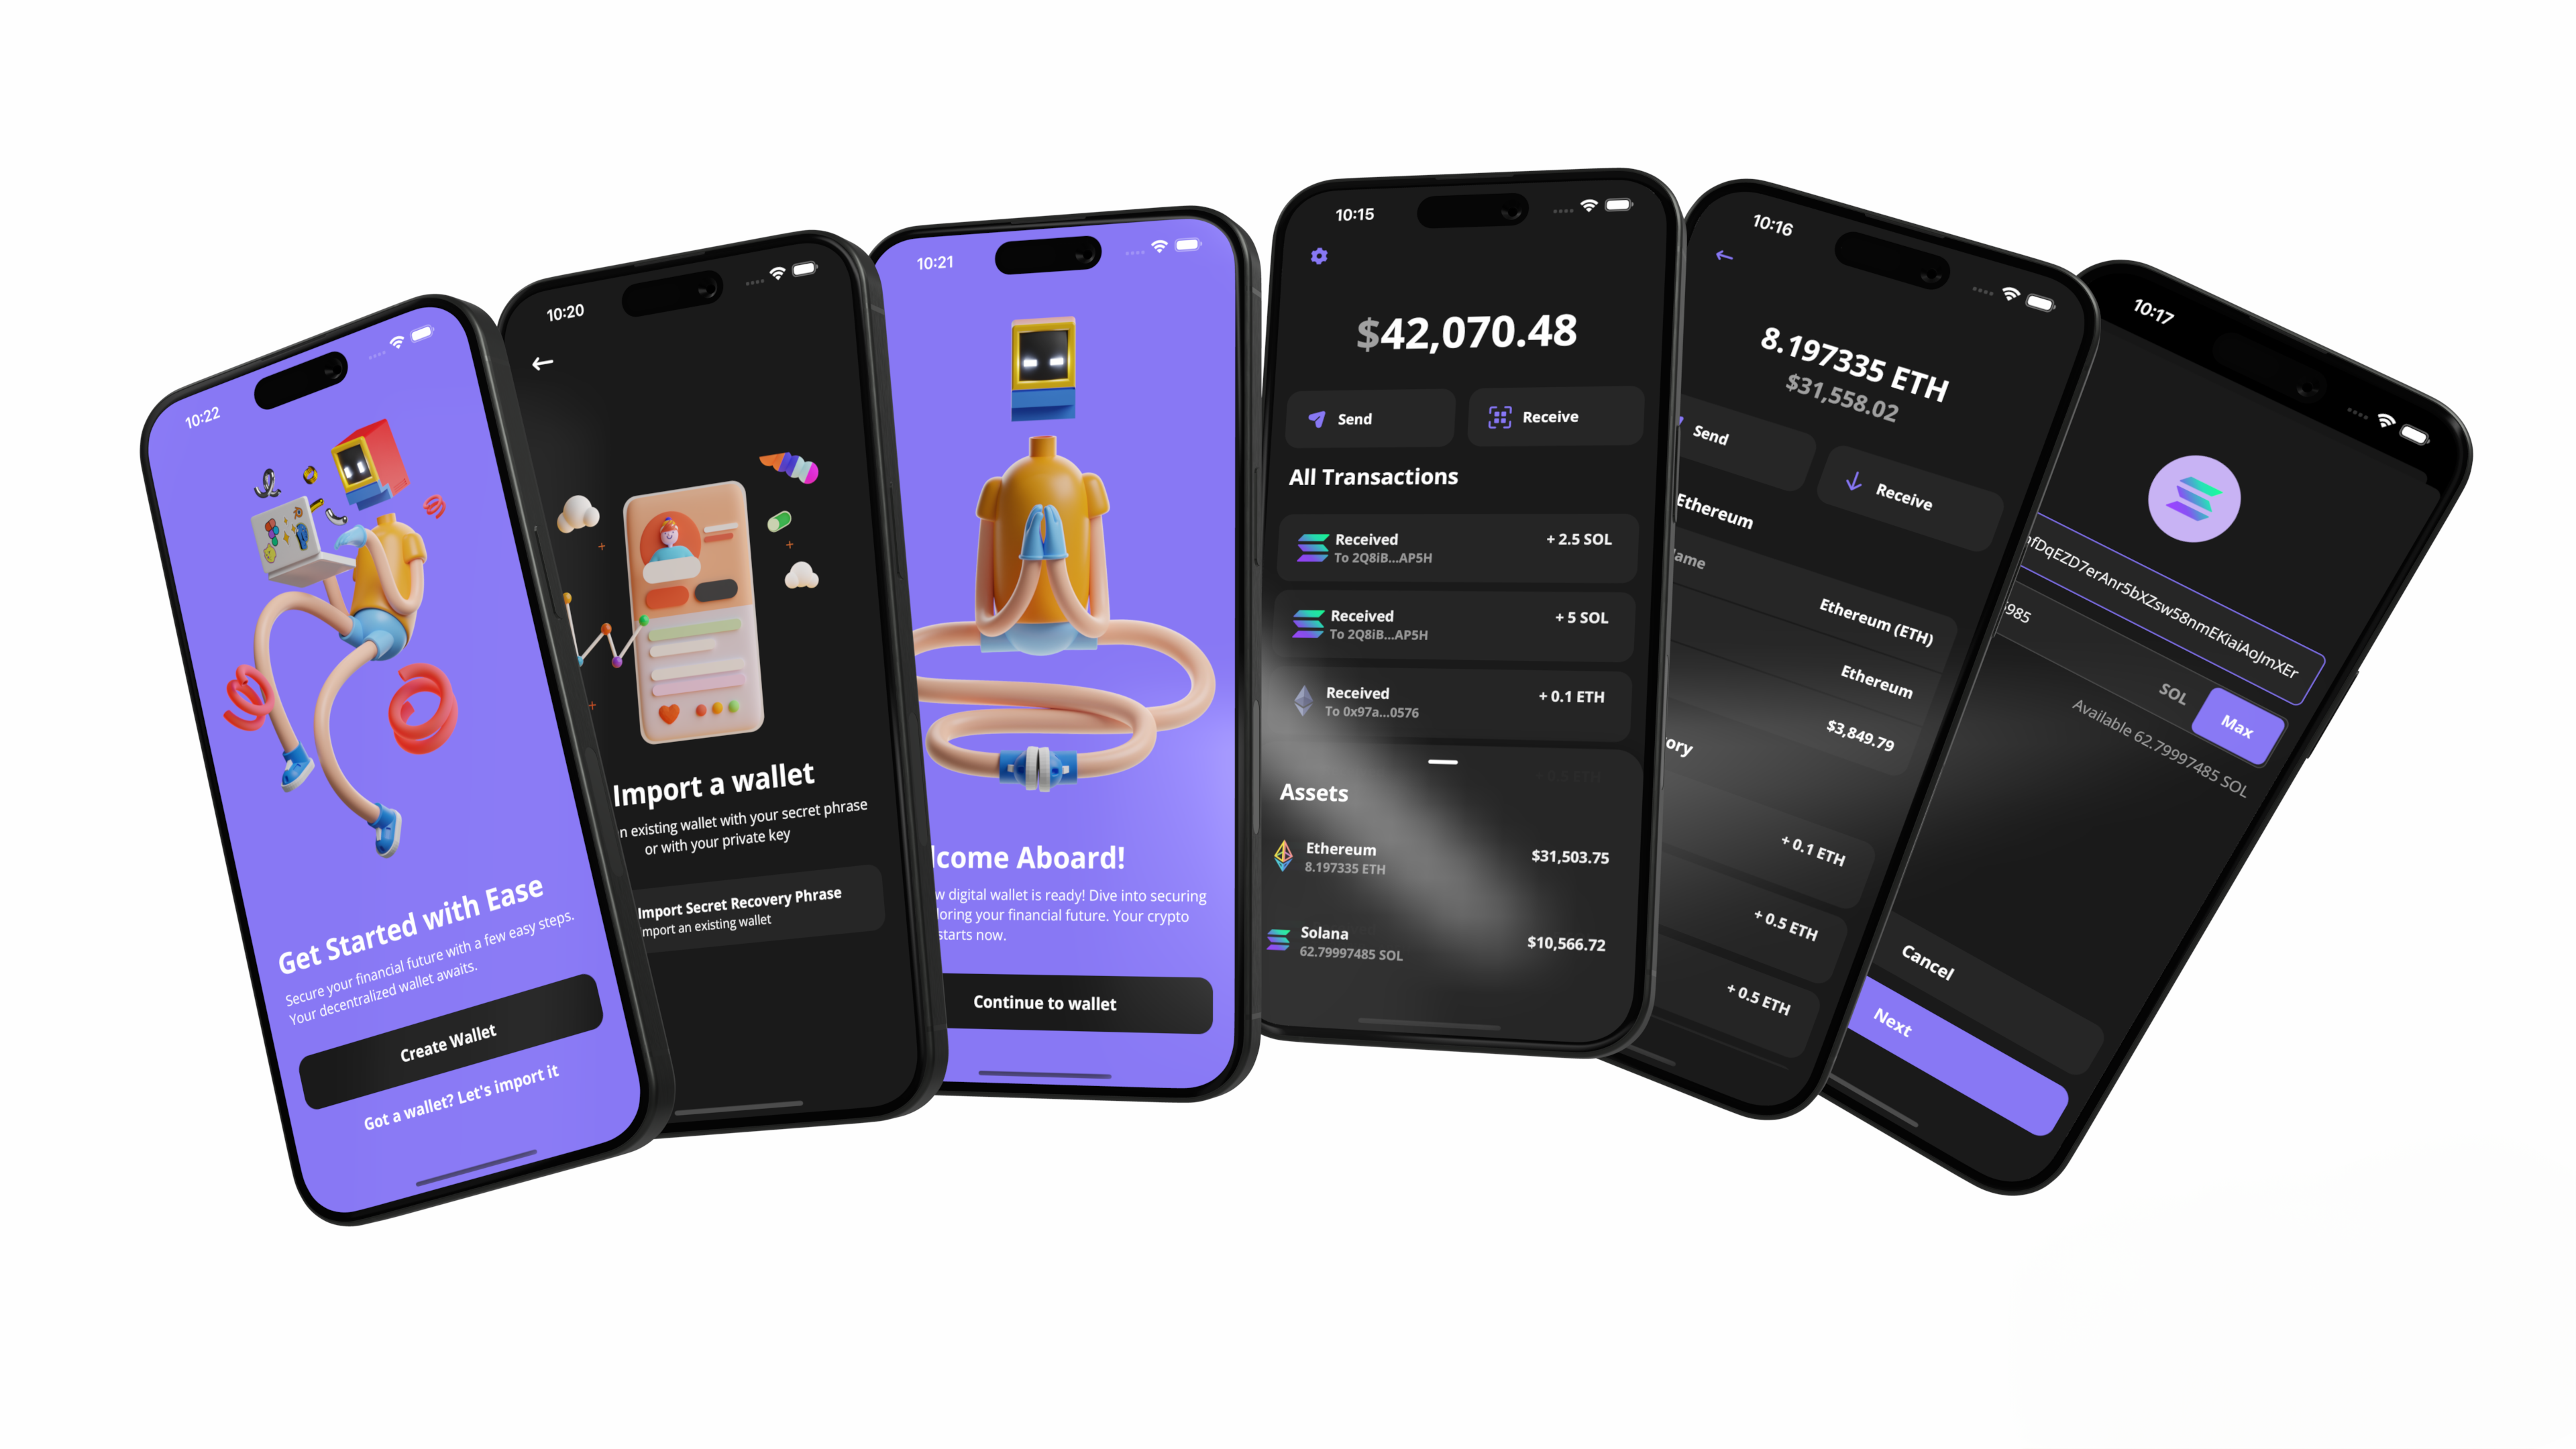 10:22
Get Started with Ease
Secure your financial future with a few easy steps.
Your decentralized wallet awaits.
Create Wallet
Got a wallet? Let's import it
10:20
Import a wallet
existing wallet with your secret phrase
or with your private key
Import Secret Recovery Phrase
mport an existing wallet
10:21
lcome Aboard!
w digital wallet is ready! Dive into securing
loring your financial future. Your crypto
starts now.
Continue to wallet
10:15
$42,070.48
Send
Receive
All Transactions
Received
+ 2.5 SOL
To 2Q8iB...AP5H
Received
+ 5 SOL
To 2Q8iB...AP5H
Received
+ 0.1 ETH
To 0x97a...0576
+ 0.5 ETH
Assets
Ethereum
$31,503.75
8.197335 ETH
Solana
$10,566.72
62.79997485 SOL
10:16
8.197335 ETH
$31,558.02
Send
Receive
Ethereum
ame
Ethereum (ETH)
Ethereum
$3,849.79
ory
+ 0.1 ETH
+ 0.5 ETH
+ 0.5 ETH
10:17
fDqEZD7erAnr5bXZsw58nmEKiaiAoJmXEr
985
SOL
Max
Available 62.79997485 SOL
Cancel
Next